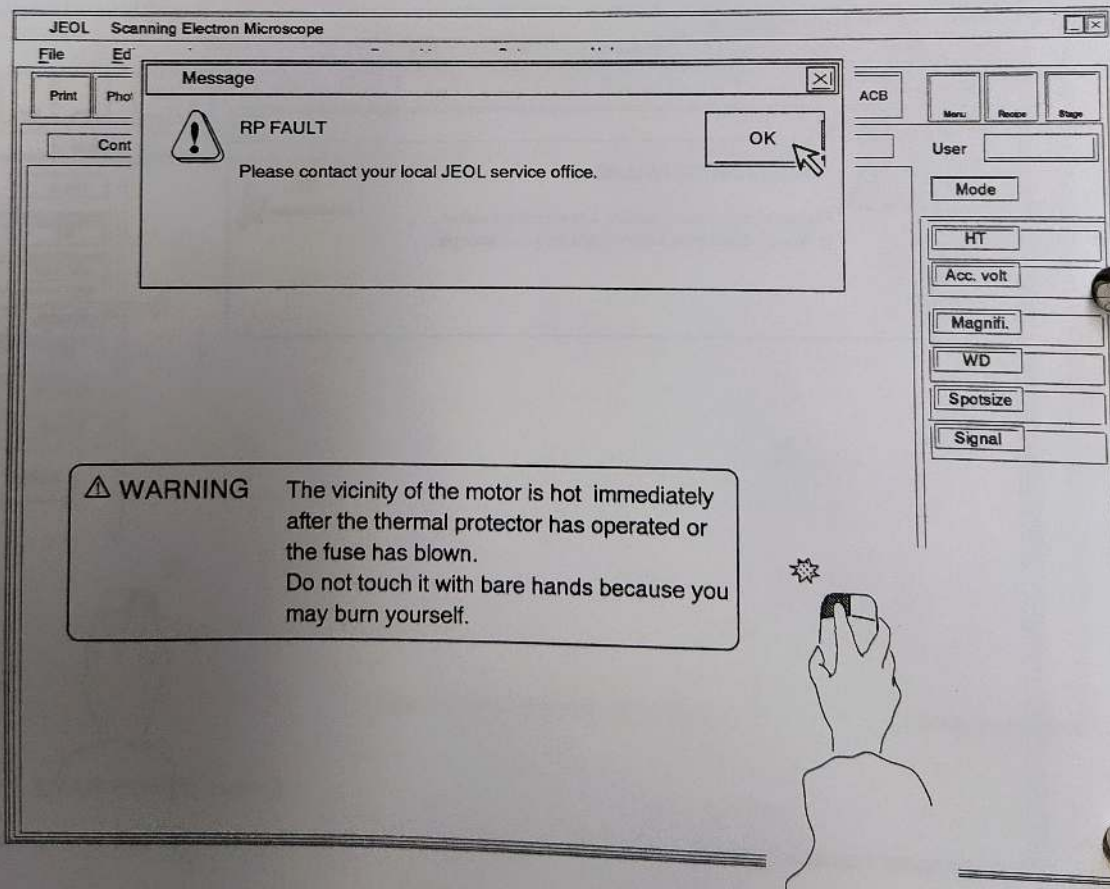 JEOL Scanning Electron Microscope
File Ed
Print Phot
Message
ACB
Menu Recipe Stage
RP FAULT
OK
Please contact your local JEOL service office.
Cont
User
Mode
HT
Acc. volt
Magnifi.
WD
Spotsize
Signal
WARNING The vicinity of the motor is hot immediately
after the thermal protector has operated or
the fuse has blown.
Do not touch it with bare hands because you
may burn yourself.